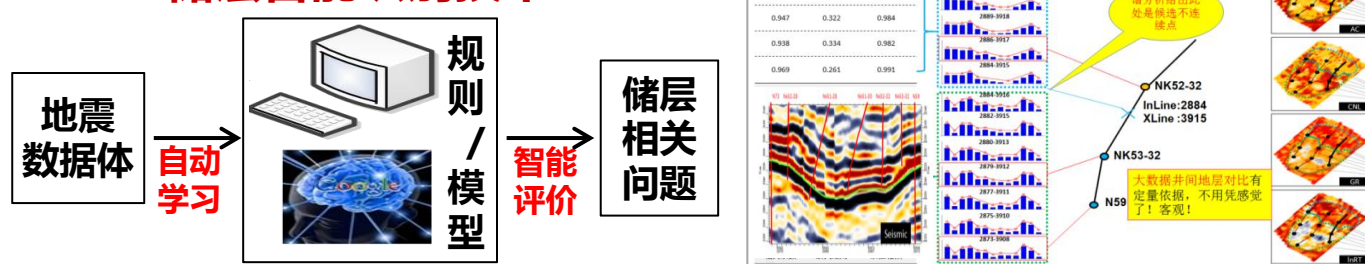 地震
数据体
自动
学习
规
则
/
模
型
Google
智能
评价
储层
相关
问题
0.947 0.322 0.984
0.938 0.334 0.982
0.969 0.261 0.991
Seismic
2889-3918
2886-3917
2884-3915
2884-3916
2882-3915
2880-3913
2879-3912
2877-3911
2875-3910
2873-3908
处是候选不连
续点
NK52-32
InLine:2884
XLine :3915
NK53-32
N59
大数据井间地层对比有
定量依据，不用凭感觉
了！客观！
AC
CNL
GR
InRT